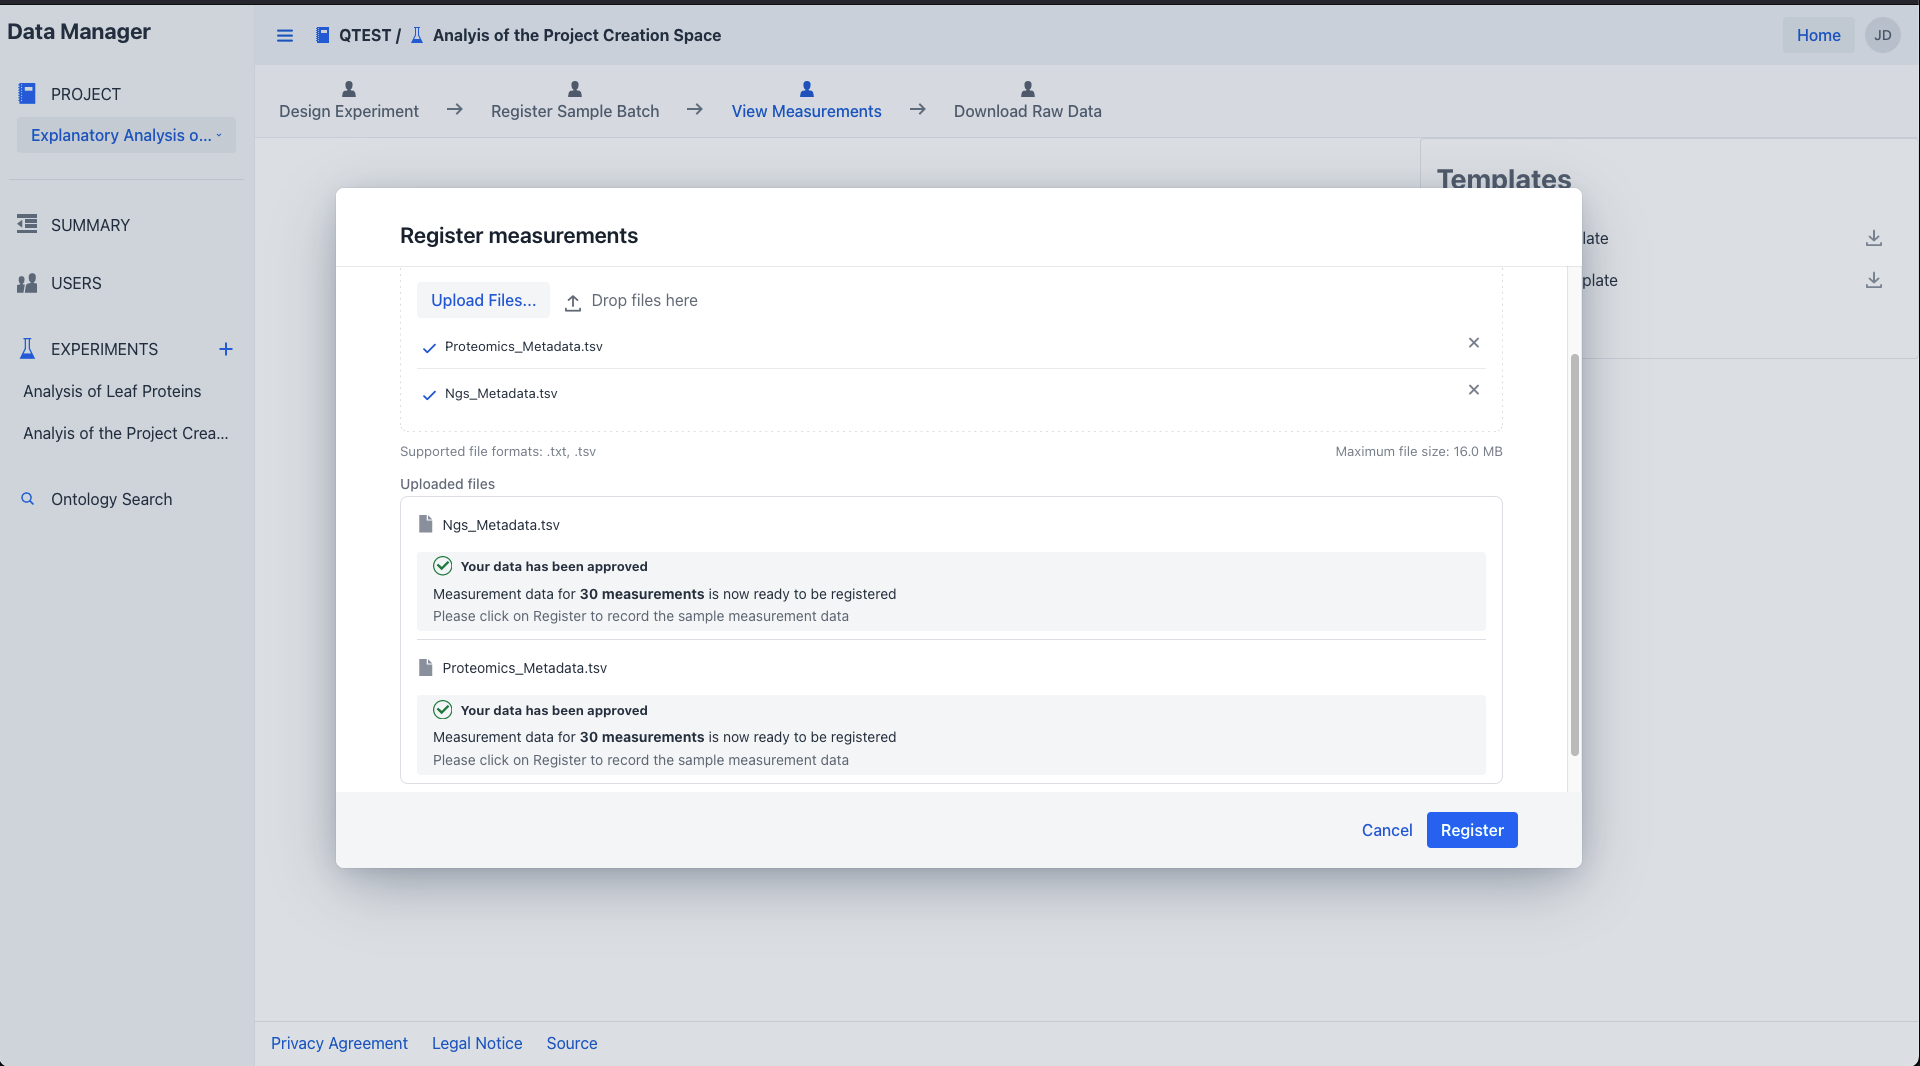 Data Manager
PROJECT
Explanatory Analysis o...
SUMMARY
USERS
EXPERIMENTS
Analysis of Leaf Proteins
Analyis of the Project Crea...
Ontology Search
QTEST / Analyis of the Project Creation Space
Home
JD
Design Experiment
Register Sample Batch
View Measurements
Download Raw Data
Templates
late
plate
Register measurements
Upload Files...
Drop files here
Proteomics_Metadata.tsv
Ngs_Metadata.tsv
Supported file formats: .txt, .tsv
Maximum file size: 16.0 MB
Uploaded files
Ngs_Metadata.tsv
Your data has been approved
Measurement data for 30 measurements is now ready to be registered
Please click on Register to record the sample measurement data
Proteomics_Metadata.tsv
Your data has been approved
Measurement data for 30 measurements is now ready to be registered
Please click on Register to record the sample measurement data
Cancel
Register
Privacy Agreement
Legal Notice
Source